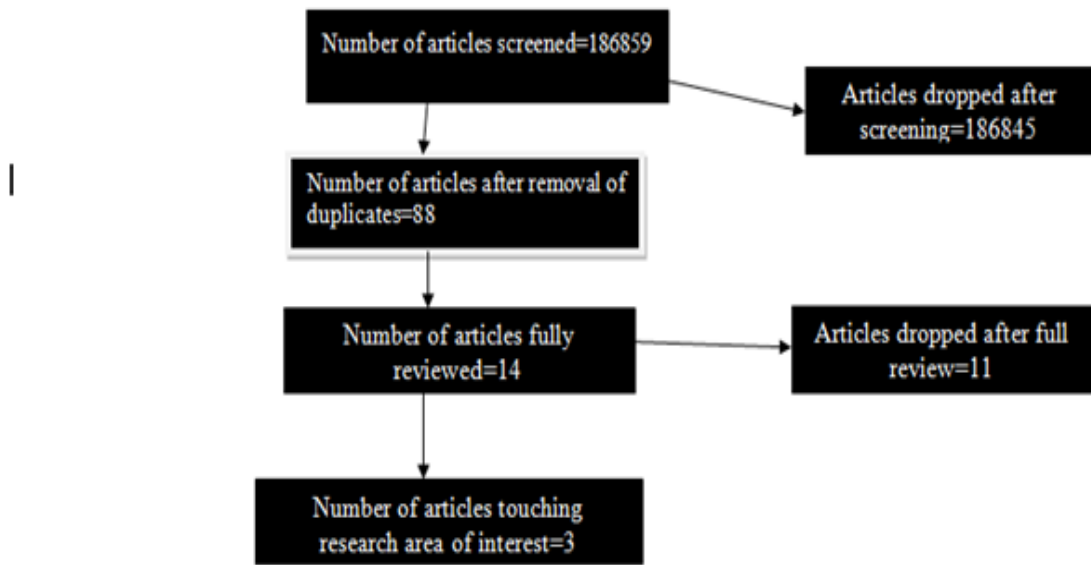 Number of articles screened=186859
Articles dropped after
screening=186845
Number of articles after removal of
duplicates=88
Number of articles fully
reviewed=14
Articles dropped after full
review=11
Number of articles touching
research area of interest=3